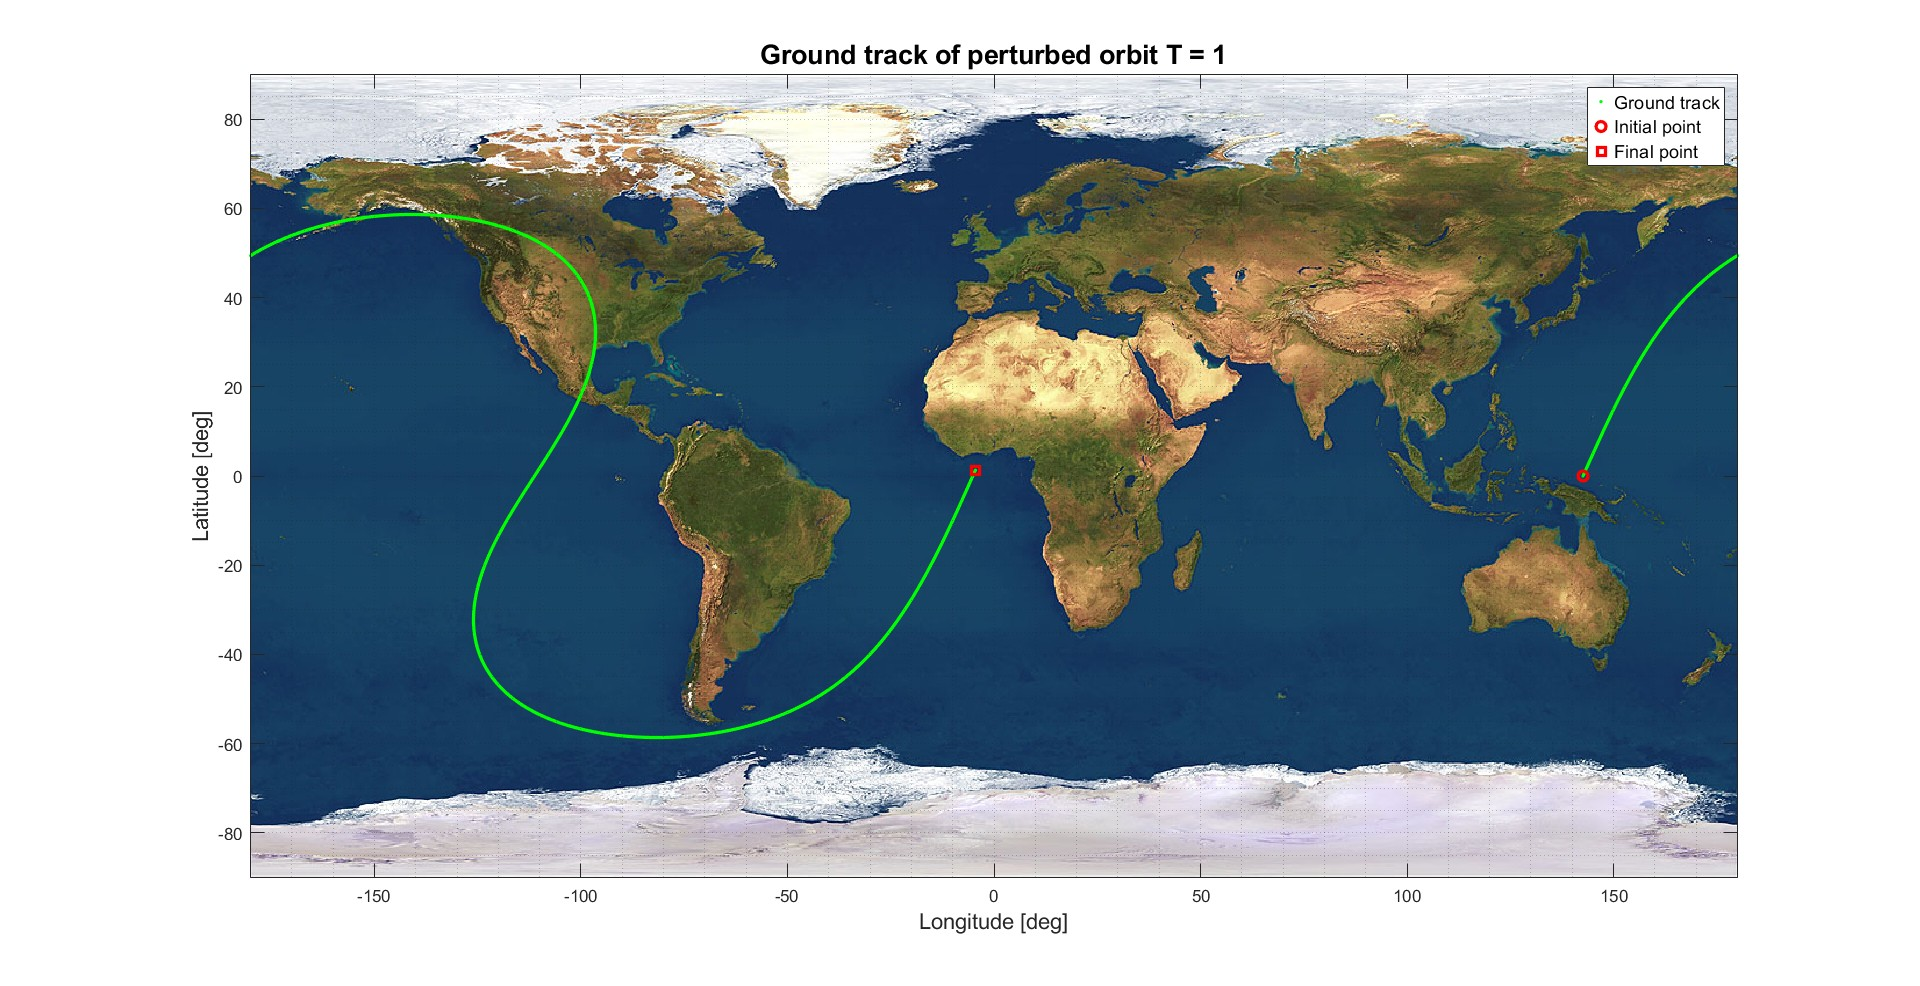 Ground track of perturbed orbit T = 1
Ground track
Initial point
Final point
80
60
40
20
0
-20
-40
-60
-80
Latitude [deg]
-150
-100
-50
0
50
100
150
Longitude [deg]